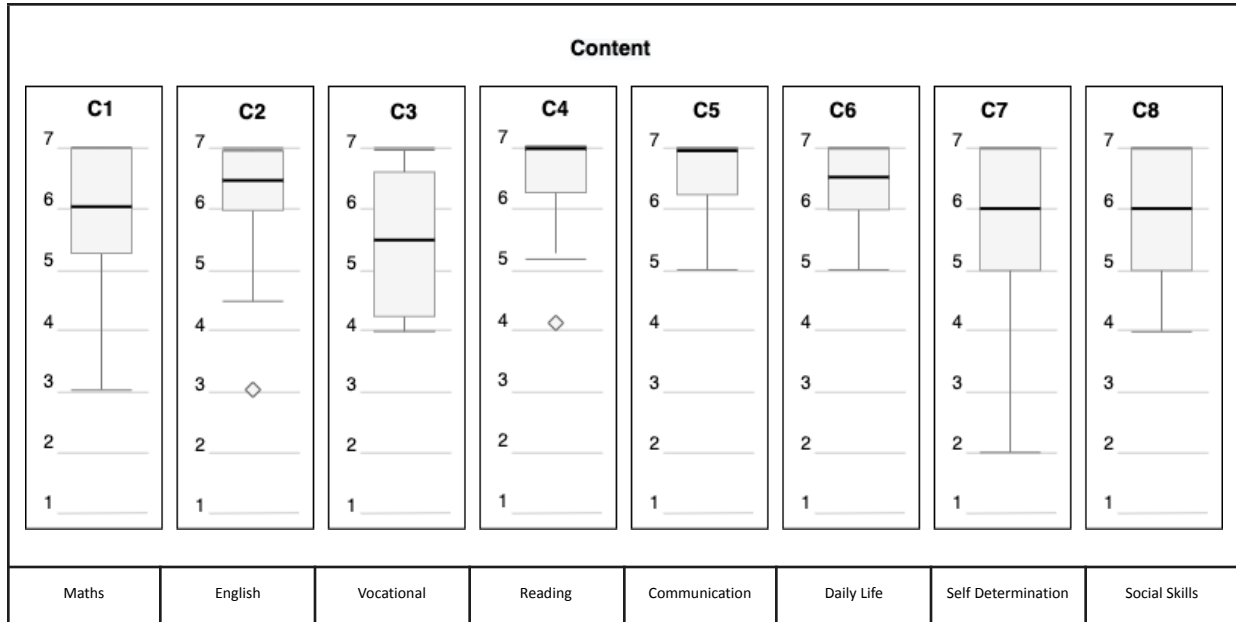 Content
C1 C2 C3 C4 C5 C6 C7 C8
7 7 7 7 7 7 7 7
6 6 6 6 6 6 6 6
5 5 5 5 5 5 5 5
4 4 4 4 4 4 4 4
3 3 3 3 3 3 3 3
2 2 2 2 2 2 2 2
1 1 1 1 1 1 1 1
Maths English Vocational Reading Communication Daily Life Self Determination Social Skills